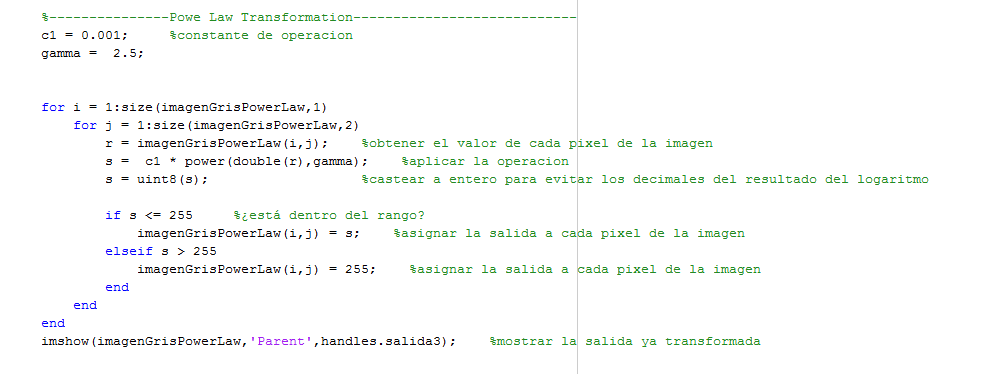 %---------------Powe Law Transformation----------------------------
c1 = 0.001;     %constante de operacion
gamma =  2.5;
for i = 1:size(imagenGrisPowerLaw,1)
    for j = 1:size(imagenGrisPowerLaw,2)
        r = imagenGrisPowerLaw(i,j);    %obtener el valor de cada pixel de la imagen
        s =  c1 * power(double(r),gamma);    %aplicar la operacion
        s = uint8(s);                   %castear a entero para evitar los decimales del resultado del logaritmo
        if s <= 255     %¿está dentro del rango?
            imagenGrisPowerLaw(i,j) = s;    %asignar la salida a cada pixel de la imagen
        elseif s > 255
            imagenGrisPowerLaw(i,j) = 255;    %asignar la salida a cada pixel de la imagen
        end
    end
end
imshow(imagenGrisPowerLaw,'Parent',handles.salida3);    %mostrar la salida ya transformada